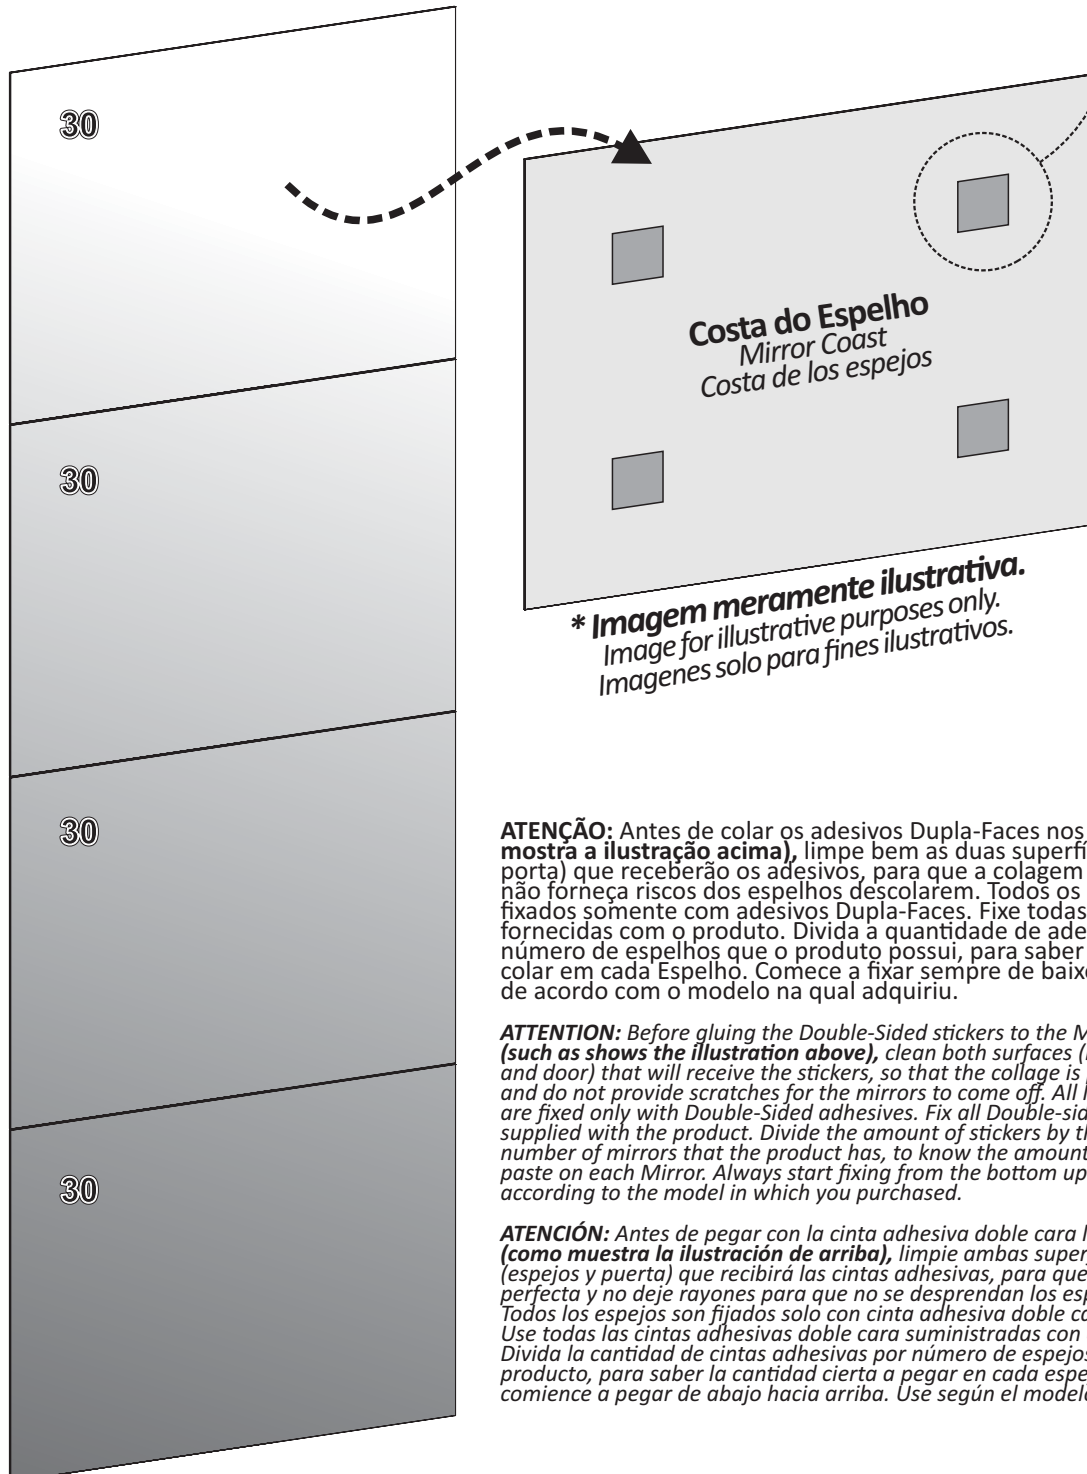 30
30
30
30
Costa do Espelho
Mirror Coast
Costa de los espejos
* Imagem meramente ilustrativa.
Image for illustrative purposes only.
Imagenes solo para fines ilustrativos.
ATENÇÃO: Antes de colar os adesivos Dupla-Faces nos
mostra a ilustração acima), limpe bem as duas superfí
porta) que receberão os adesivos, para que a colagem
não forneça riscos dos espelhos descolarem. Todos os
fixados somente com adesivos Dupla-Faces. Fixe todas
fornecidas com o produto. Divida a quantidade de ade
número de espelhos que o produto possui, para saber
colar em cada Espelho. Comece a fixar sempre de baixo
de acordo com o modelo na qual adquiriu.
ATTENTION: Before gluing the Double-Sided stickers to the M
(such as shows the illustration above), clean both surfaces (
and door) that will receive the stickers, so that the collage is
and do not provide scratches for the mirrors to come off. All
are fixed only with Double-Sided adhesives. Fix all Double-sid
supplied with the product. Divide the amount of stickers by th
number of mirrors that the product has, to know the amount
paste on each Mirror. Always start fixing from the bottom up
according to the model in which you purchased.
ATENCIÓN: Antes de pegar con la cinta adhesiva doble cara l
(como muestra la ilustración de arriba), limpie ambas super
(espejos y puerta) que recibirá las cintas adhesivas, para que
perfecta y no deje rayones para que no se desprendan los esp
Todos los espejos son fijados solo con cinta adhesiva doble ca
Use todas las cintas adhesivas doble cara suministradas con
Divida la cantidad de cintas adhesivas por número de espejos
producto, para saber la cantidad cierta a pegar en cada espe
comience a pegar de abajo hacia arriba. Use según el modelo